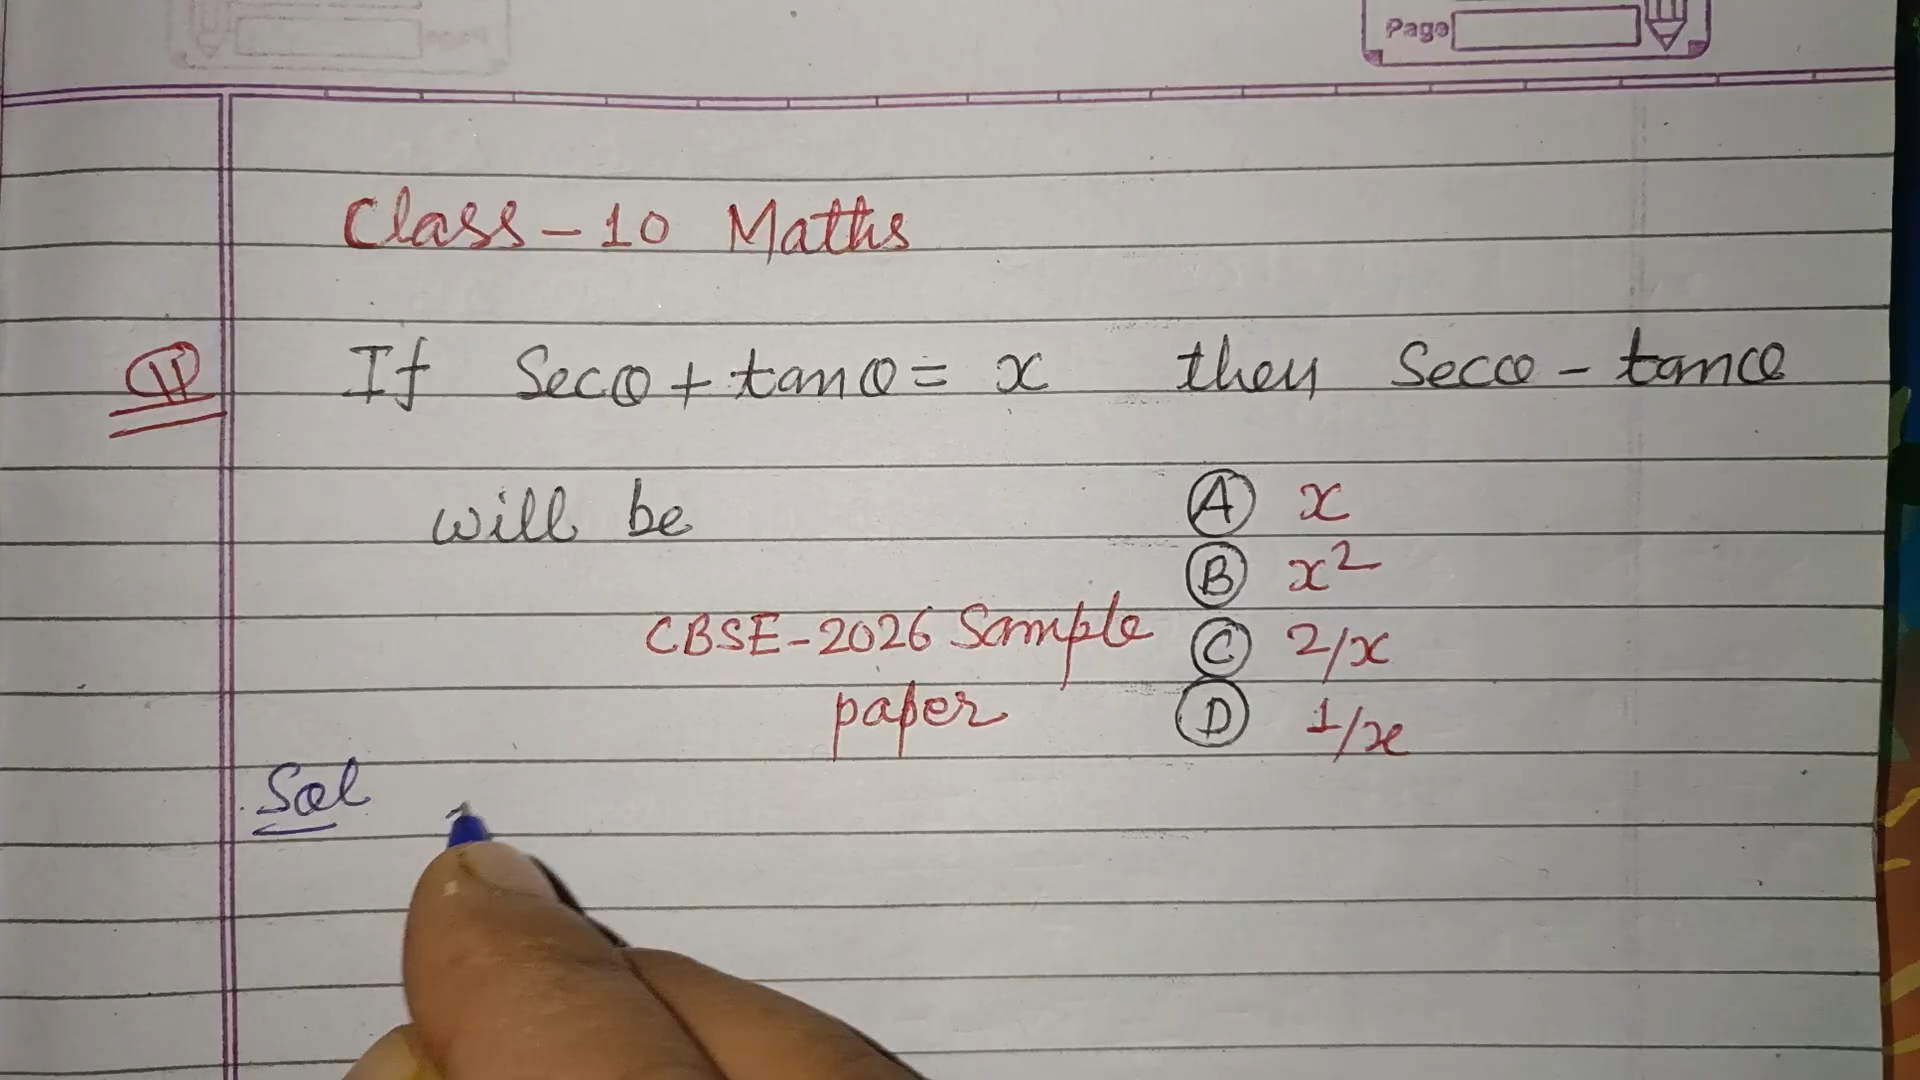 Page
Class-10 Maths
If Secθ + tanθ = x then Secθ - tanθ
will be
Ⓐ x
Ⓑ x²
Ⓒ 2/x
Ⓓ 1/x
CBSE-2026 Sample
paper
Sol